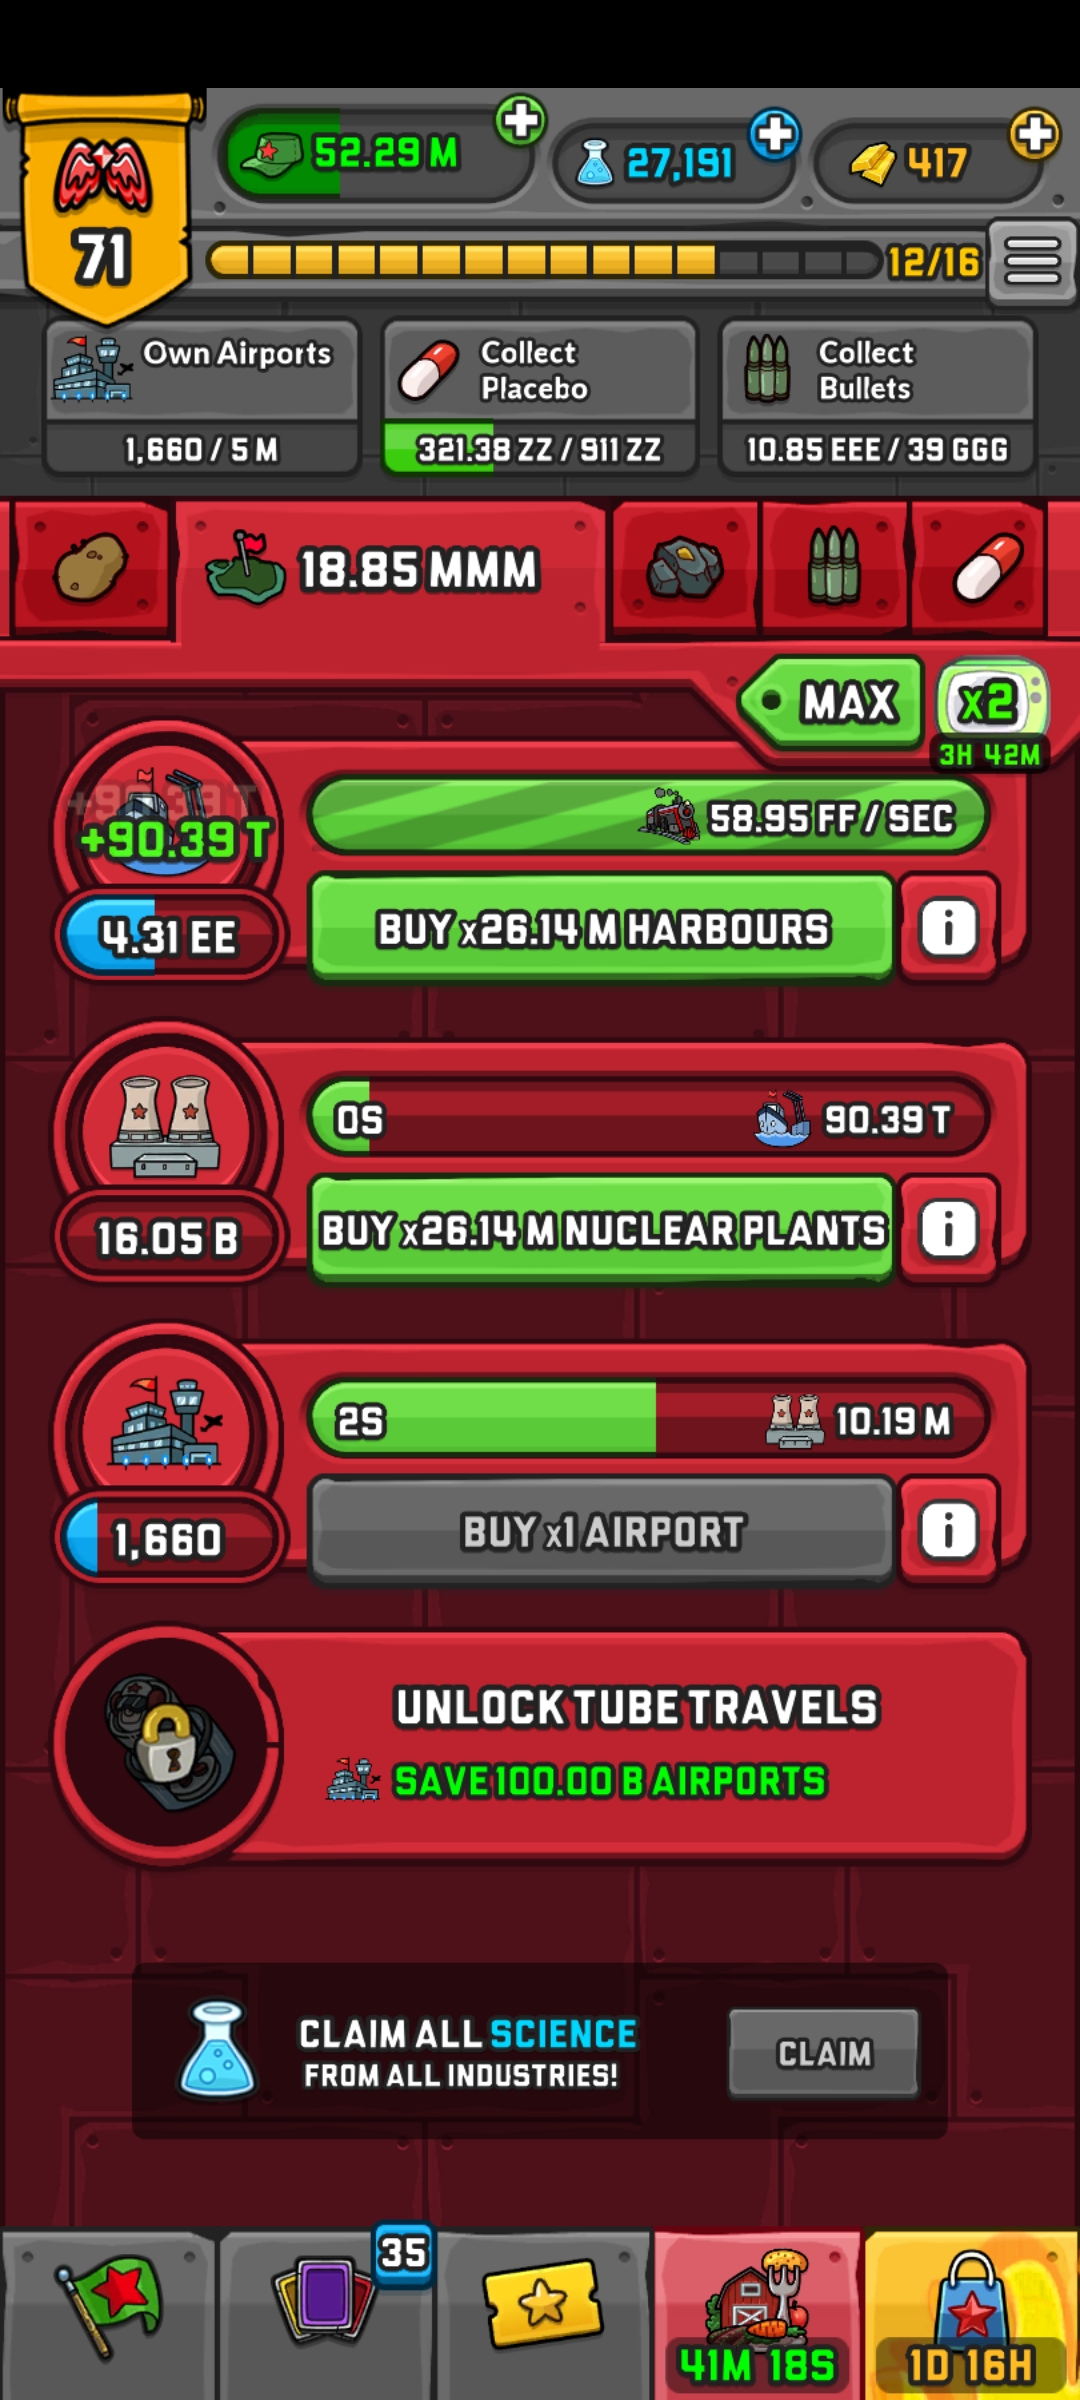 52.29 M
27,191
417
71
12/16
Own Airports
1,660 / 5 M
Collect
Placebo
321.38 ZZ / 911 ZZ
Collect
Bullets
10.85 EEE / 39 GGG
18.85 MMM
MAX
x2
3H 42M
+90.39 T
+90.39 T
58.95 FF / SEC
4.31 EE
BUY x26.14 M HARBOURS
i
0S
90.39 T
16.05 B
BUY x26.14 M NUCLEAR PLANTS
i
2S
10.19 M
1,660
BUY x1 AIRPORT
i
UNLOCK TUBE TRAVELS
SAVE 100.00 B AIRPORTS
CLAIM ALL SCIENCE
FROM ALL INDUSTRIES!
CLAIM
35
41M 18S
1D 16H